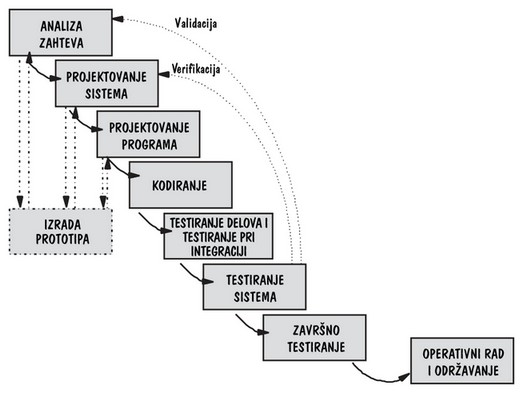 ANALIZA
ZAHTEVA
Validacija
PROJEKTOVANJE
SISTEMA
Verifikacija
PROJEKTOVANJE
PROGRAMA
KODIRANJE
IZRADA
PROTOTIPA
TESTIRANJE DELOVA I
TESTIRANJE PRI
INTEGRACIJI
TESTIRANJE
SISTEMA
ZAVRŠNO
TESTIRANJE
OPERATIVNI RAD
I ODRŽAVANJE